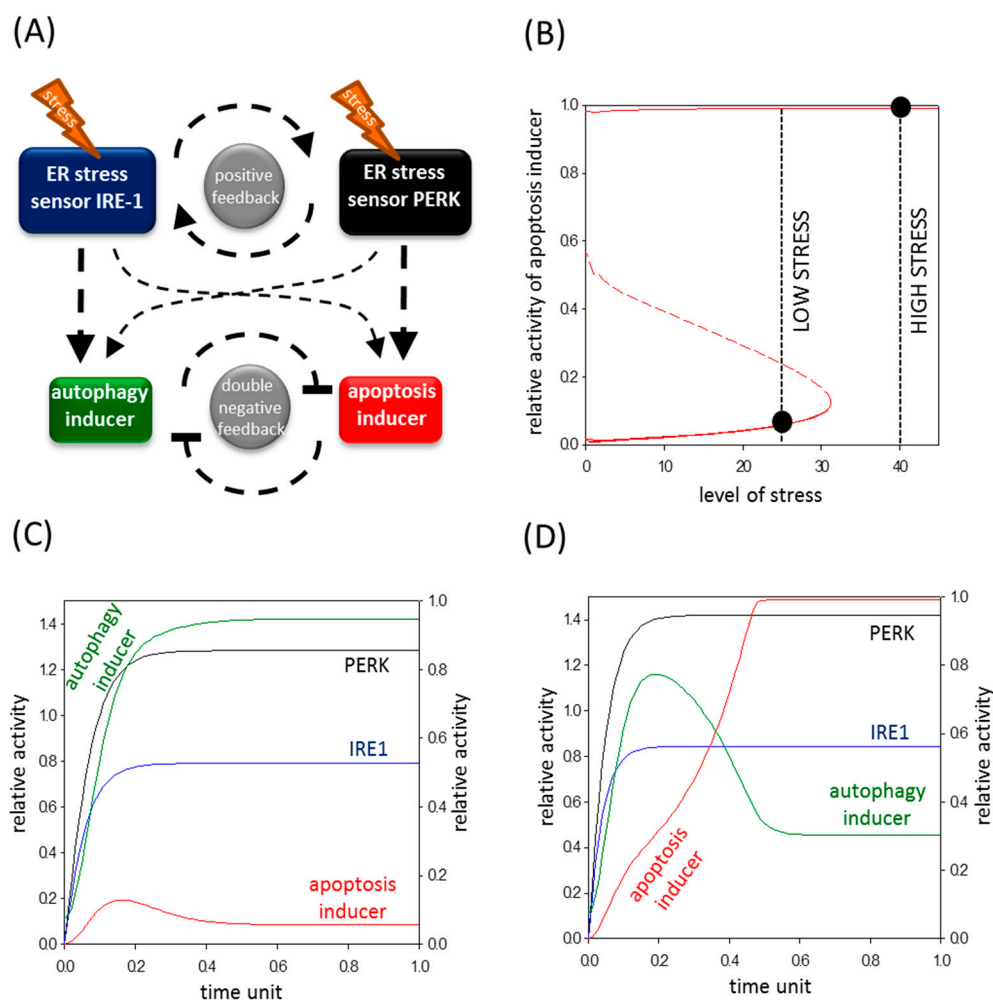 (A)
stress
stress
ER stress
sensor IRE-1
positive
feedback
ER stress
sensor PERK
autophagy
inducer
double
negative
feedback
apoptosis
inducer
(B)
relative activity of apoptosis inducer
1.0
0.8
0.6
0.4
0.2
0.0
LOW STRESS
HIGH STRESS
0 10 20 30 40
level of stress
(C)
relative activity
1.4
1.2
1.0
0.8
0.6
0.4
0.2
0.0
autophagy
inducer
PERK
IRE1
apoptosis
inducer
1.0
0.8
0.6
0.4
0.2
0.0
relative activity
0.0 0.2 0.4 0.6 0.8 1.0
time unit
(D)
relative activity
1.4
1.2
1.0
0.8
0.6
0.4
0.2
0.0
PERK
IRE1
autophagy
inducer
apoptosis
inducer
1.0
0.8
0.6
0.4
0.2
0.0
relative activity
0.0 0.2 0.4 0.6 0.8 1.0
time unit